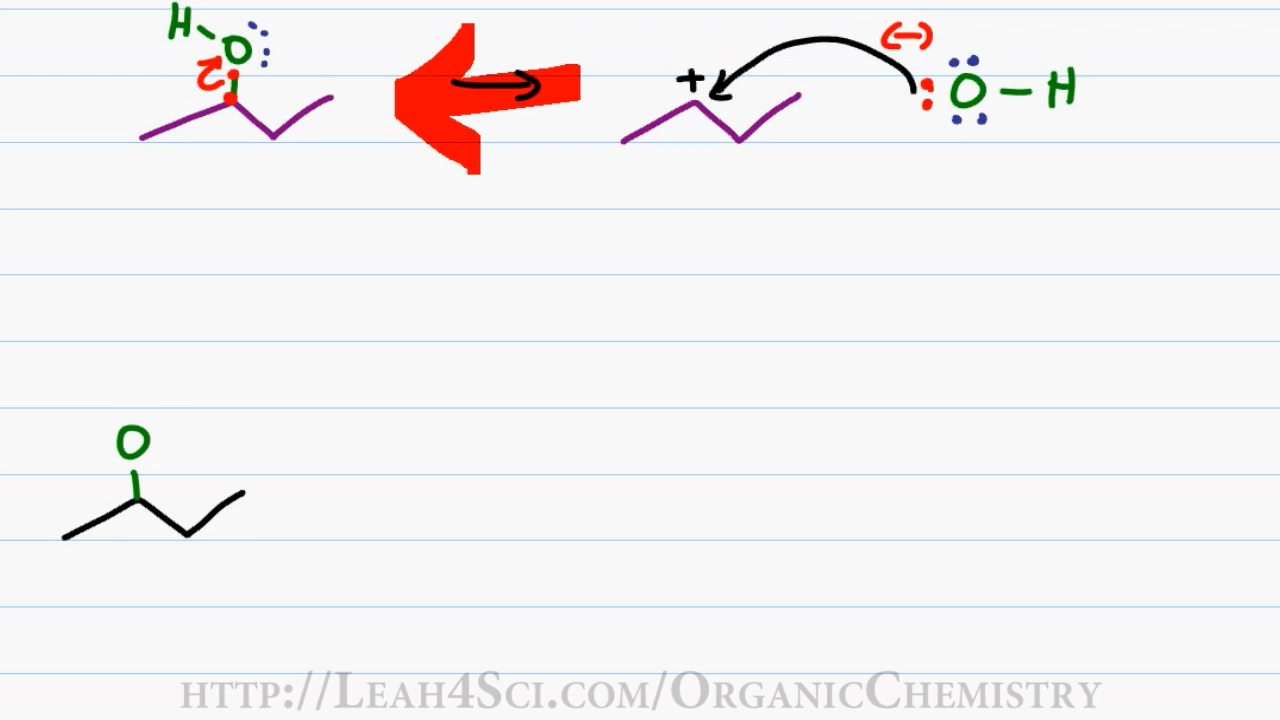 H
O
+
(−)
O − H
O
HTTP://LEAH4SCI.COM/ORGANICCHEMISTRY